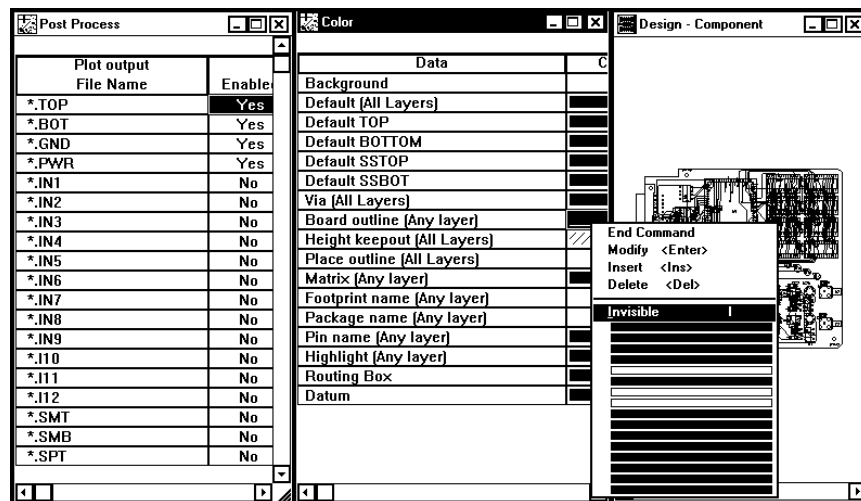 Post Process
Plot output
File Name
Enable
*.TOP Yes
*.BOT Yes
*.GND Yes
*.PWR Yes
*.IN1 No
*.IN2 No
*.IN3 No
*.IN4 No
*.IN5 No
*.IN6 No
*.IN7 No
*.IN8 No
*.IN9 No
*.I10 No
*.I11 No
*.I12 No
*.SMT No
*.SMB No
*.SPT No
Color
Data C
Background
Default (All Layers)
Default TOP
Default BOTTOM
Default SSTOP
Default SSBOT
Via (All Layers)
Board outline (Any layer)
Height keepout (All Layers)
Place outline (All Layers)
Matrix (Any layer)
Footprint name (Any layer)
Package name (Any layer)
Pin name (Any layer)
Highlight (Any layer)
Routing Box
Datum
Design - Component
End Command
Modify <Enter>
Insert <Ins>
Delete <Del>
Invisible I